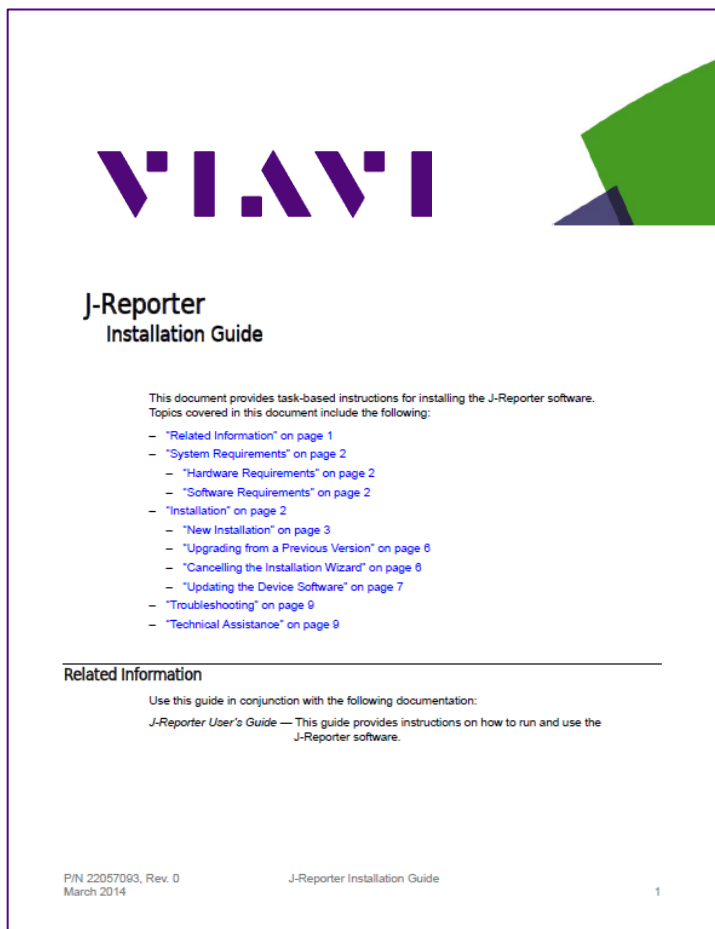 VIAVI
J-Reporter
Installation Guide
This document provides task-based instructions for installing the J-Reporter software.
Topics covered in this document include the following:
– "Related Information" on page 1
– "System Requirements" on page 2
– "Hardware Requirements" on page 2
– "Software Requirements" on page 2
– "Installation" on page 2
– "New Installation" on page 3
– "Upgrading from a Previous Version" on page 6
– "Cancelling the Installation Wizard" on page 6
– "Updating the Device Software" on page 7
– "Troubleshooting" on page 9
– "Technical Assistance" on page 9
Related Information
Use this guide in conjunction with the following documentation:
J-Reporter User's Guide — This guide provides instructions on how to run and use the
J-Reporter software.
P/N 22057093, Rev. 0 J-Reporter Installation Guide
March 2014 1